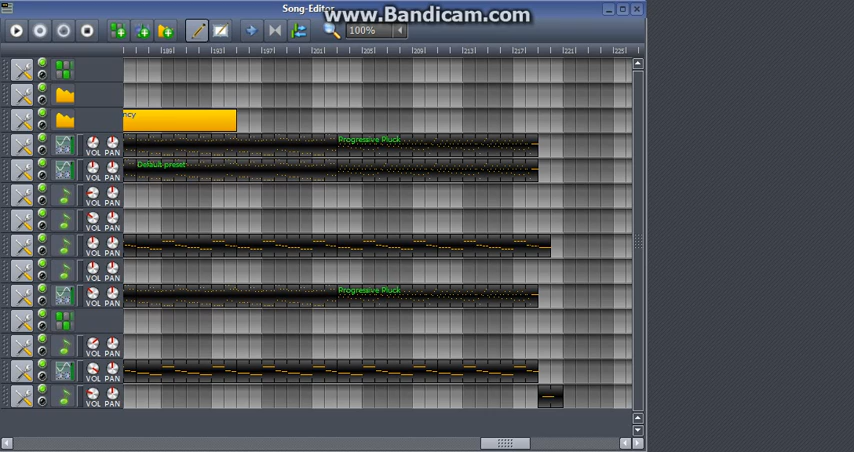 Song-Editor
www.Bandicam.com
100%
189 197 201 205 209 213 217 221 225
ncy
VOL PAN Progressive Pluck
VOL PAN Default preset
VOL PAN
VOL PAN
VOL PAN
VOL PAN
VOL PAN Progressive Pluck
VOL PAN
VOL PAN
VOL PAN